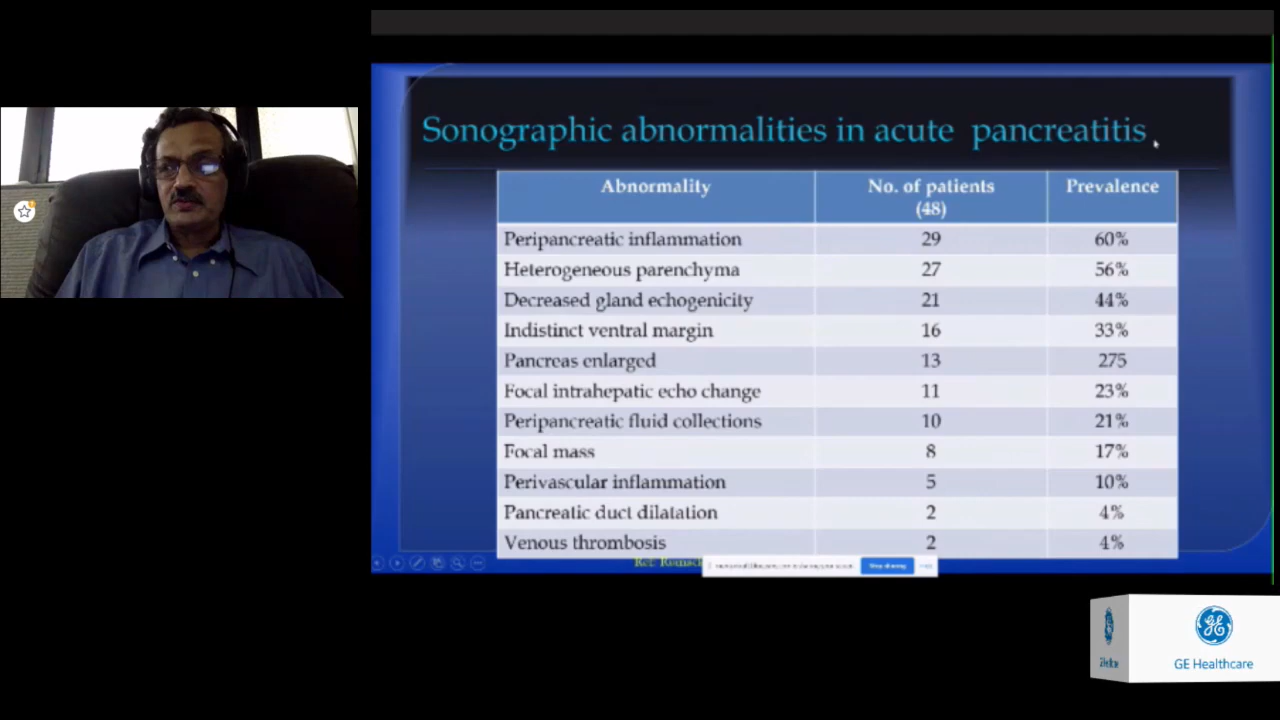 Sonographic abnormalities in acute pancreatitis
Abnormality No. of patients (48) Prevalence
Peripancreatic inflammation 29 60%
Heterogeneous parenchyma 27 56%
Decreased gland echogenicity 21 44%
Indistinct ventral margin 16 33%
Pancreas enlarged 13 275
Focal intrahepatic echo change 11 23%
Peripancreatic fluid collections 10 21%
Focal mass 8 17%
Perivascular inflammation 5 10%
Pancreatic duct dilatation 2 4%
Venous thrombosis 2 4%
Ref:
Stop sharing
GE Healthcare